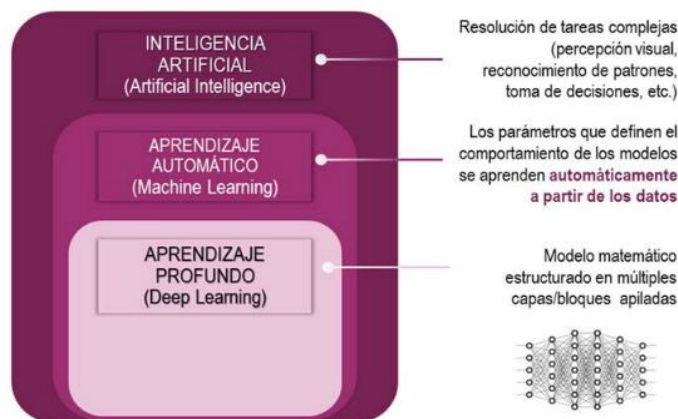 INTELIGENCIA
ARTIFICIAL
(Artificial Intelligence)
Resolución de tareas complejas
(percepción visual,
reconocimiento de patrones,
toma de decisiones, etc.)
APRENDIZAJE
AUTOMÁTICO
(Machine Learning)
Los parámetros que definen el
comportamiento de los modelos
se aprenden automáticamente
a partir de los datos
APRENDIZAJE
PROFUNDO
(Deep Learning)
Modelo matemático
estructurado en múltiples
capas/bloques apiladas